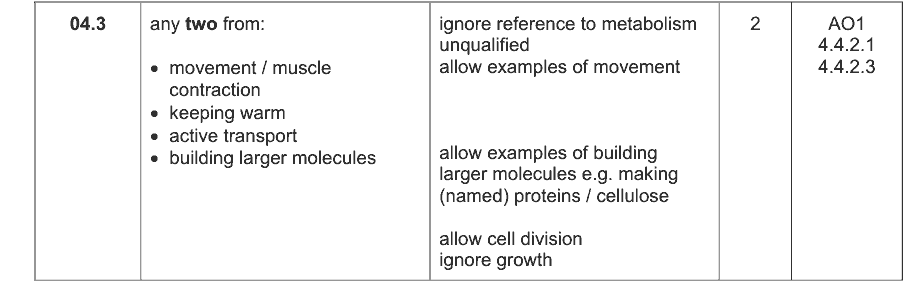 04.3
any two from:
• movement / muscle
contraction
• keeping warm
• active transport
• building larger molecules
ignore reference to metabolism
unqualified
allow examples of movement
allow examples of building
larger molecules e.g. making
(named) proteins / cellulose
allow cell division
ignore growth
2
AO1
4.4.2.1
4.4.2.3